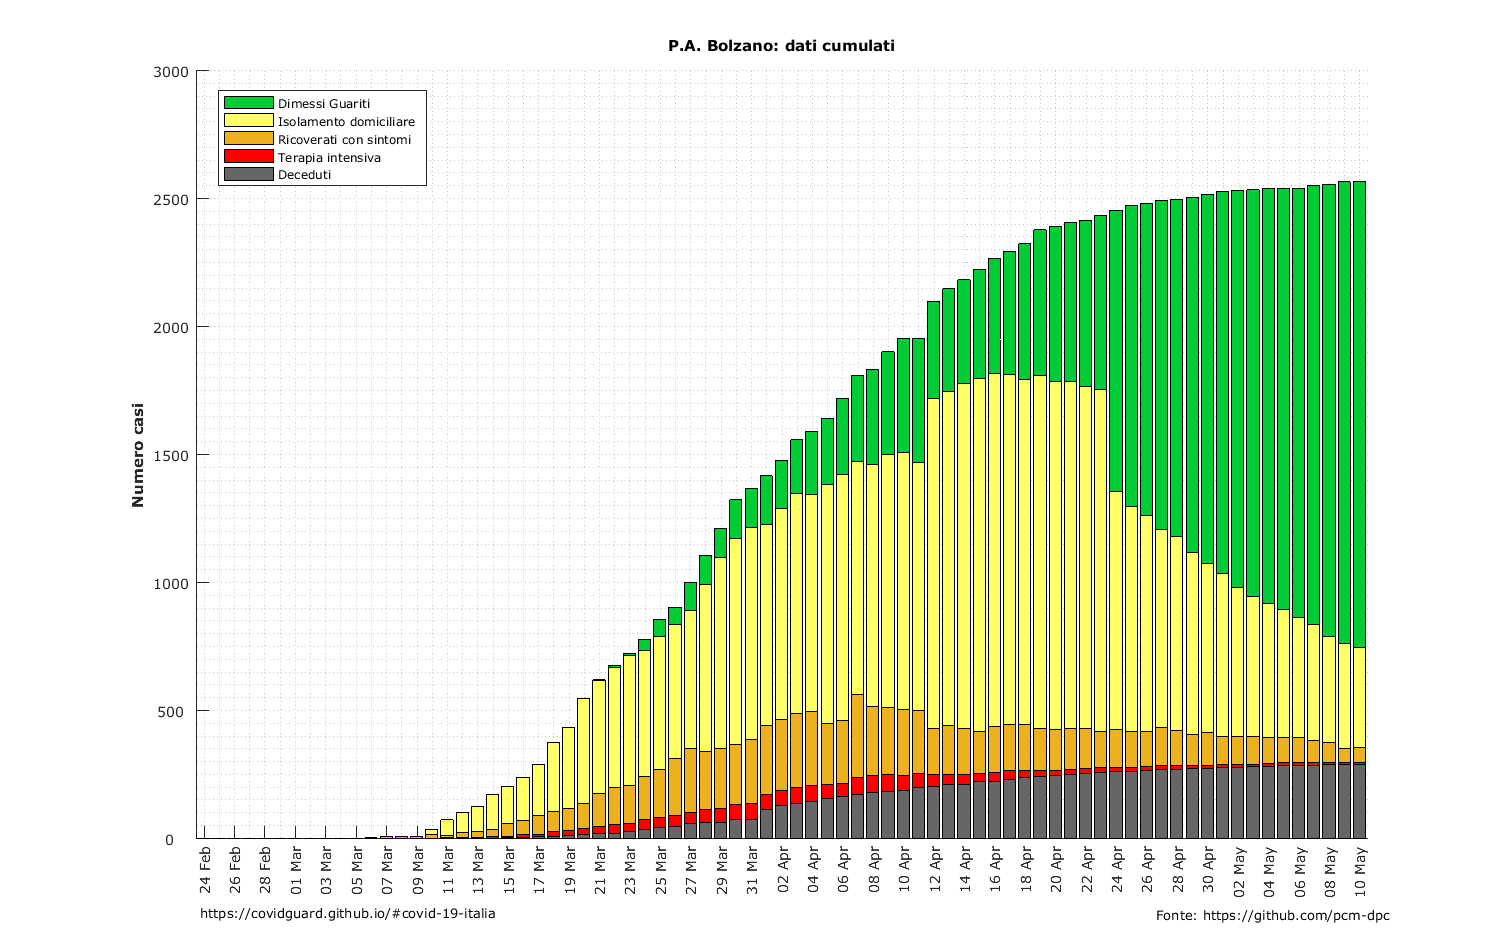 P.A. Bolzano: dati cumulati
3000
2500
2000
1500
1000
500
0
Numero casi
Dimessi Guariti
Isolamento domiciliare
Ricoverati con sintomi
Terapia intensiva
Deceduti
24 Feb
26 Feb
28 Feb
01 Mar
03 Mar
05 Mar
07 Mar
09 Mar
11 Mar
13 Mar
15 Mar
17 Mar
19 Mar
21 Mar
23 Mar
25 Mar
27 Mar
29 Mar
31 Mar
02 Apr
04 Apr
06 Apr
08 Apr
10 Apr
12 Apr
14 Apr
16 Apr
18 Apr
20 Apr
22 Apr
24 Apr
26 Apr
28 Apr
30 Apr
02 May
04 May
06 May
08 May
10 May
https://covidguard.github.io/#covid-19-italia
Fonte: https://github.com/pcm-dpc